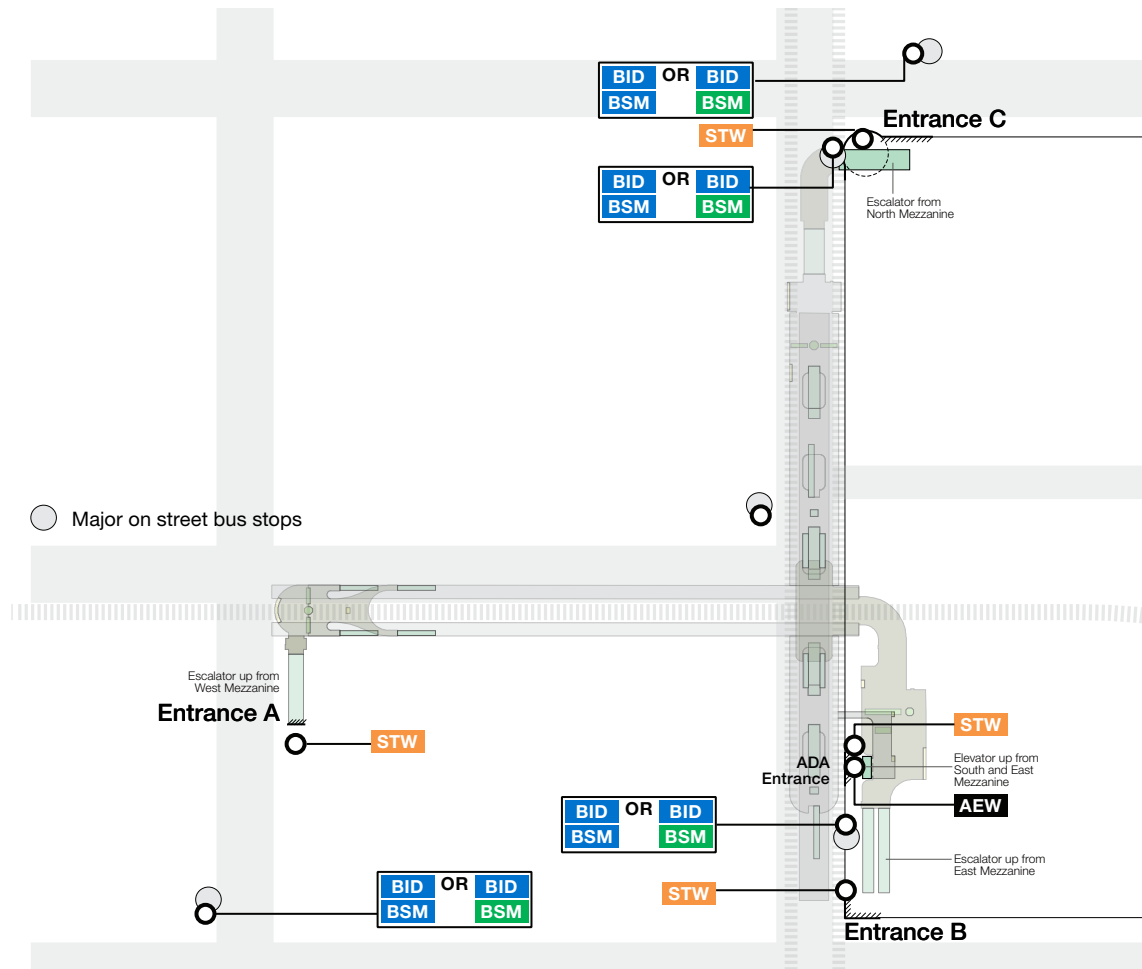 BID OR BID
BSM BSM
Entrance C
STW
BID OR BID
BSM BSM
Escalator from
North Mezzanine
Major on street bus stops
Escalator up from
West Mezzanine
Entrance A
STW
STW
ADA
Entrance
Elevator up from
South and East
Mezzanine
AEW
BID OR BID
BSM BSM
Escalator up from
East Mezzanine
BID OR BID
BSM BSM
STW
Entrance B